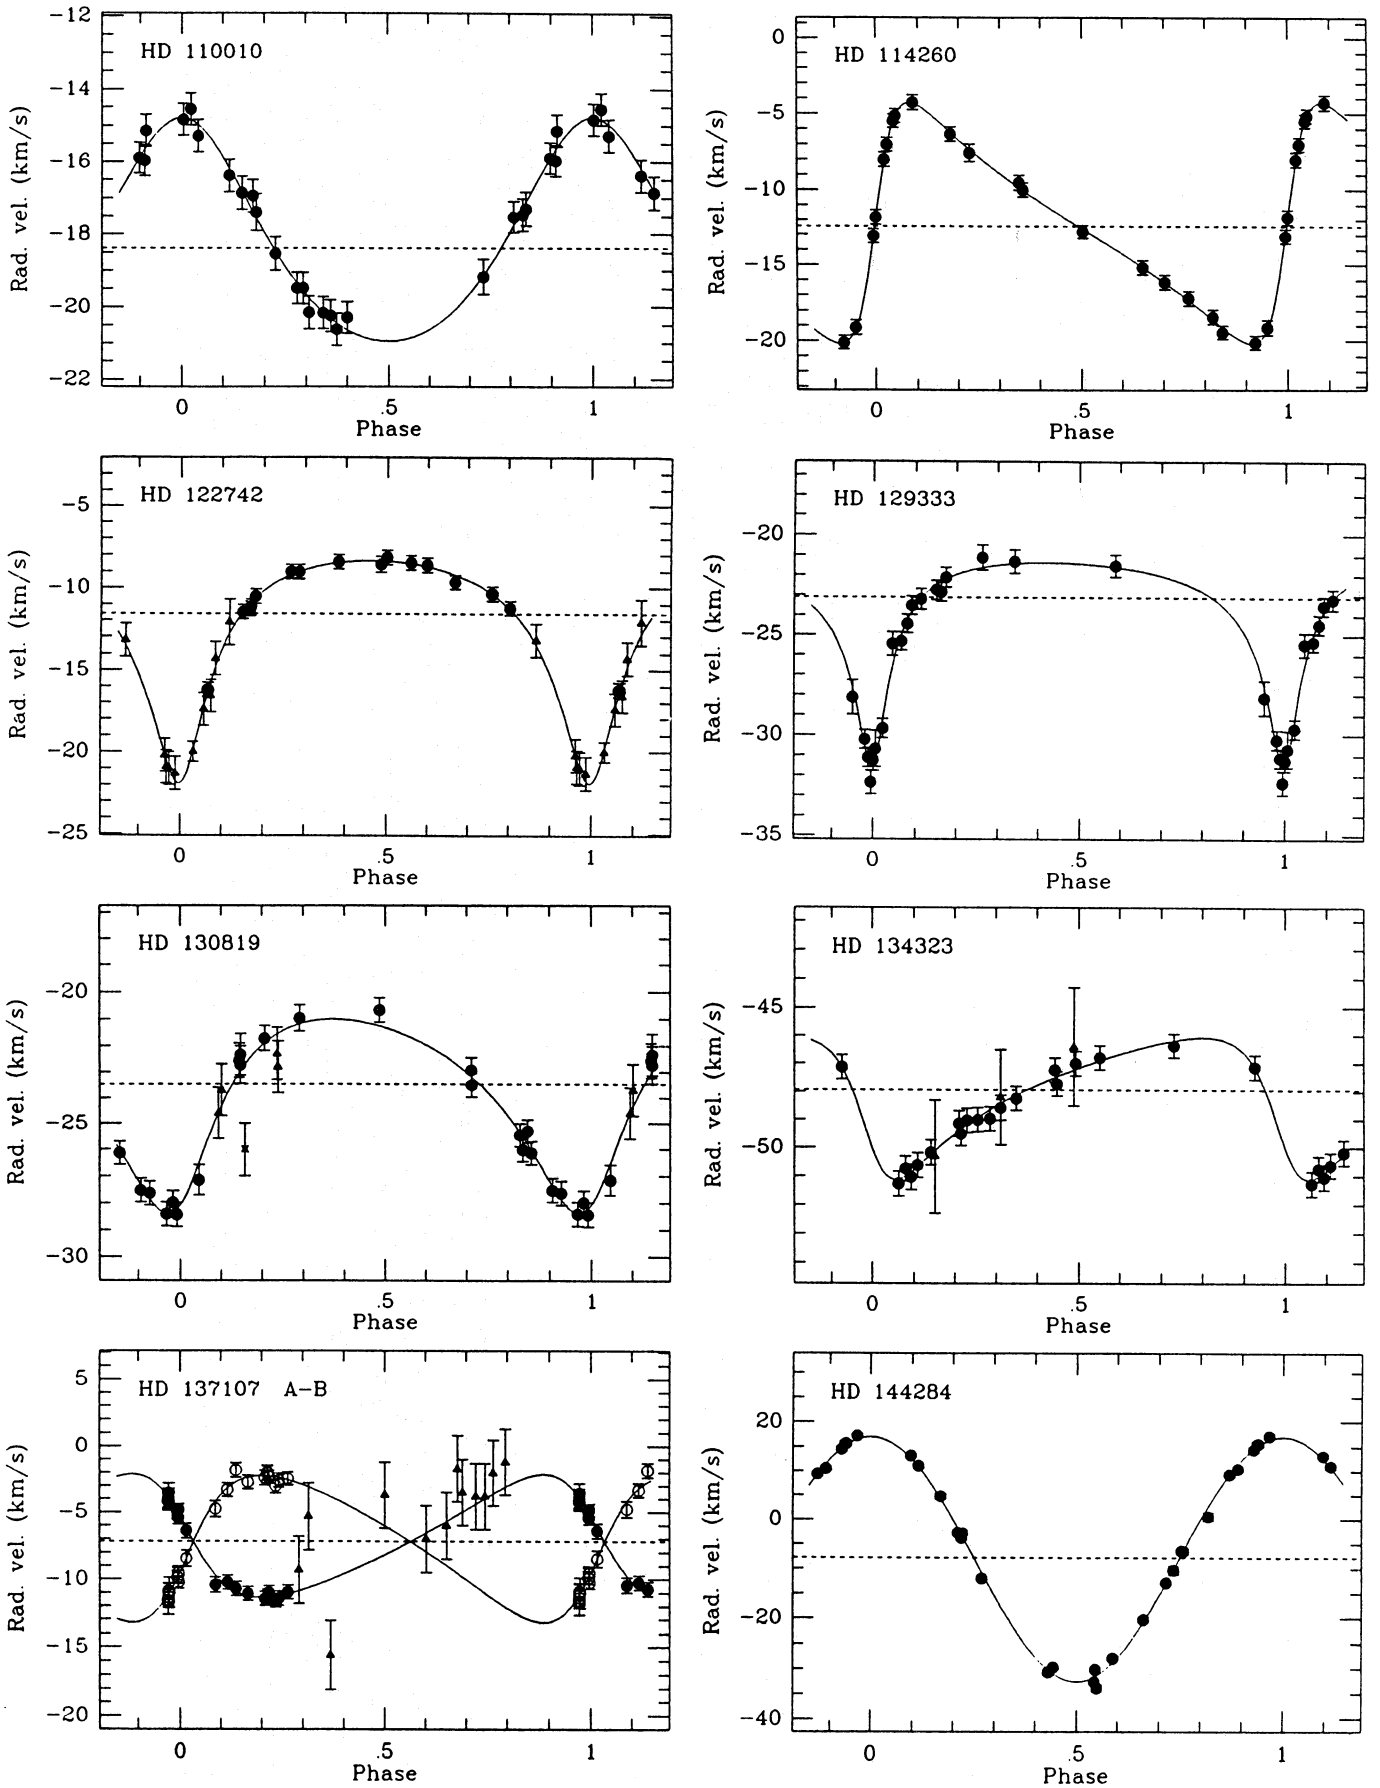 HD 110010
Rad. vel. (km/s)
-12
-14
-16
-18
-20
-22
0
.5
1
Phase
HD 114260
Rad. vel. (km/s)
0
-5
-10
-15
-20
0
.5
1
Phase
HD 122742
Rad. vel. (km/s)
-5
-10
-15
-20
-25
0
.5
1
Phase
HD 129333
Rad. vel. (km/s)
-20
-25
-30
-35
0
.5
1
Phase
HD 130819
Rad. vel. (km/s)
-20
-25
-30
0
.5
1
Phase
HD 134323
Rad. vel. (km/s)
-45
-50
0
.5
1
Phase
HD 137107 A-B
Rad. vel. (km/s)
5
0
-5
-10
-15
-20
0
.5
1
Phase
HD 144284
Rad. vel. (km/s)
20
0
-20
-40
0
.5
1
Phase